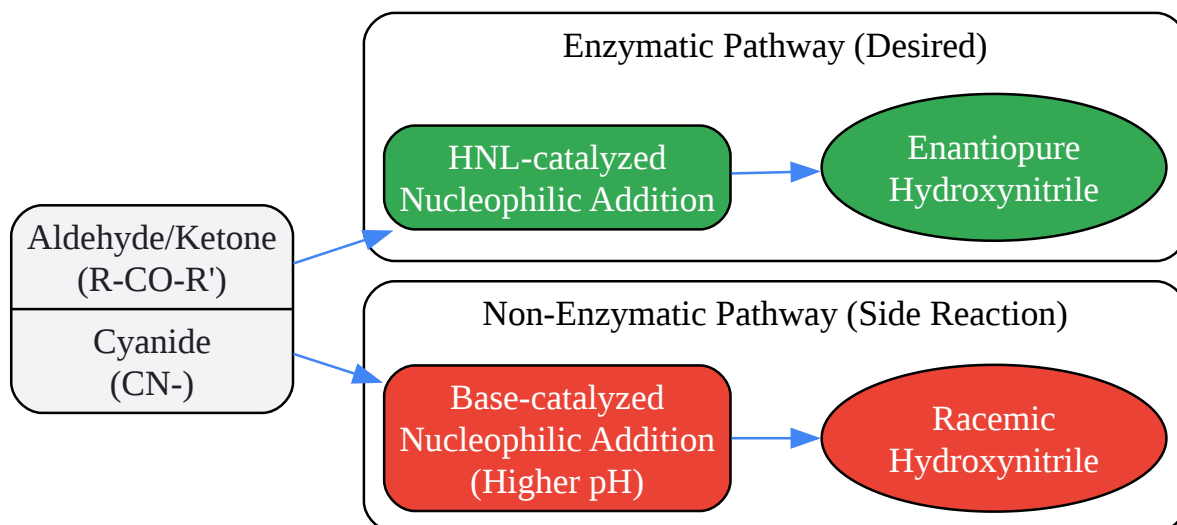 Enzymatic Pathway (Desired)
HNL-catalyzed
Nucleophilic Addition
Enantiopure
Hydroxynitrile
Aldehyde/Ketone
(R-CO-R')
Cyanide
(CN-)
Non-Enzymatic Pathway (Side Reaction)
Base-catalyzed
Nucleophilic Addition
(Higher pH)
Racemic
Hydroxynitrile